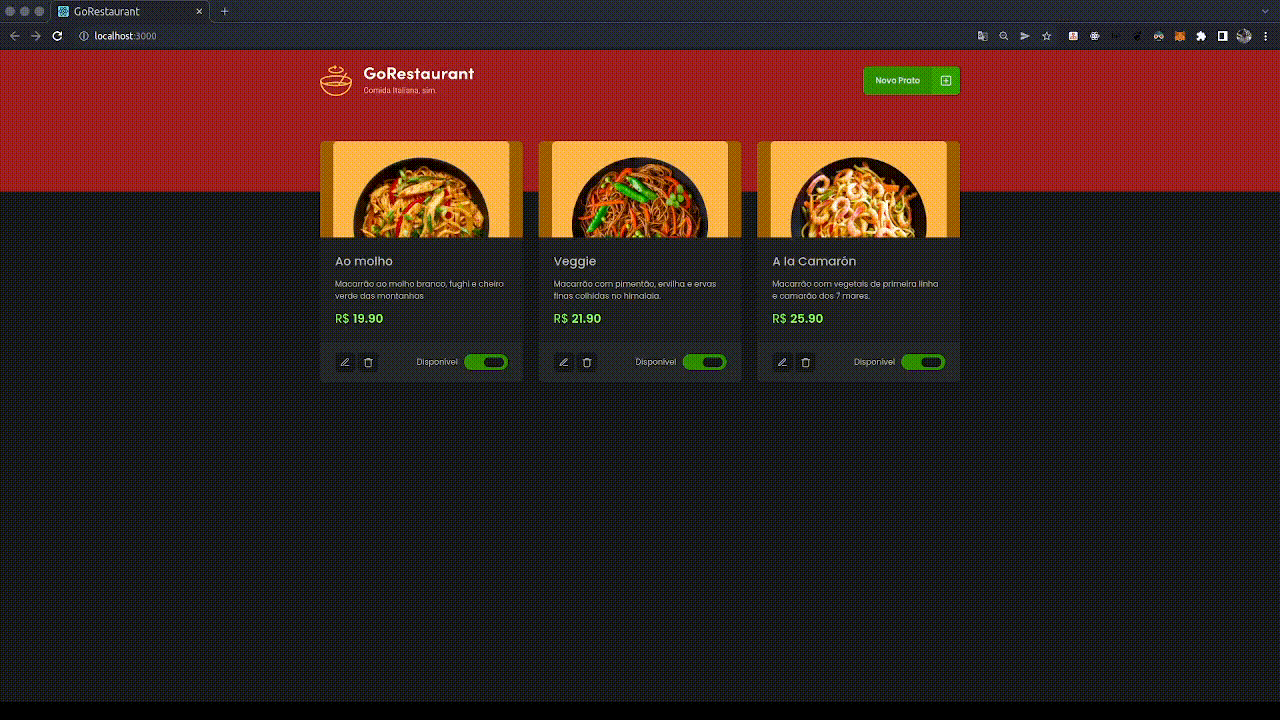 GoRestaurant
localhost:3000
GoRestaurant
Comida Italiana, sim.
Novo Prato
Ao molho
Macarrão ao molho branco, fughi e cheiro
verde das montanhas
R$ 19.90
Disponível
Veggie
Macarrão com pimentão, ervilha e ervas
finas colhidas no himalaia.
R$ 21.90
Disponível
A la Camarón
Macarrão com vegetais de primeira linha
e camarão dos 7 mares.
R$ 25.90
Disponível